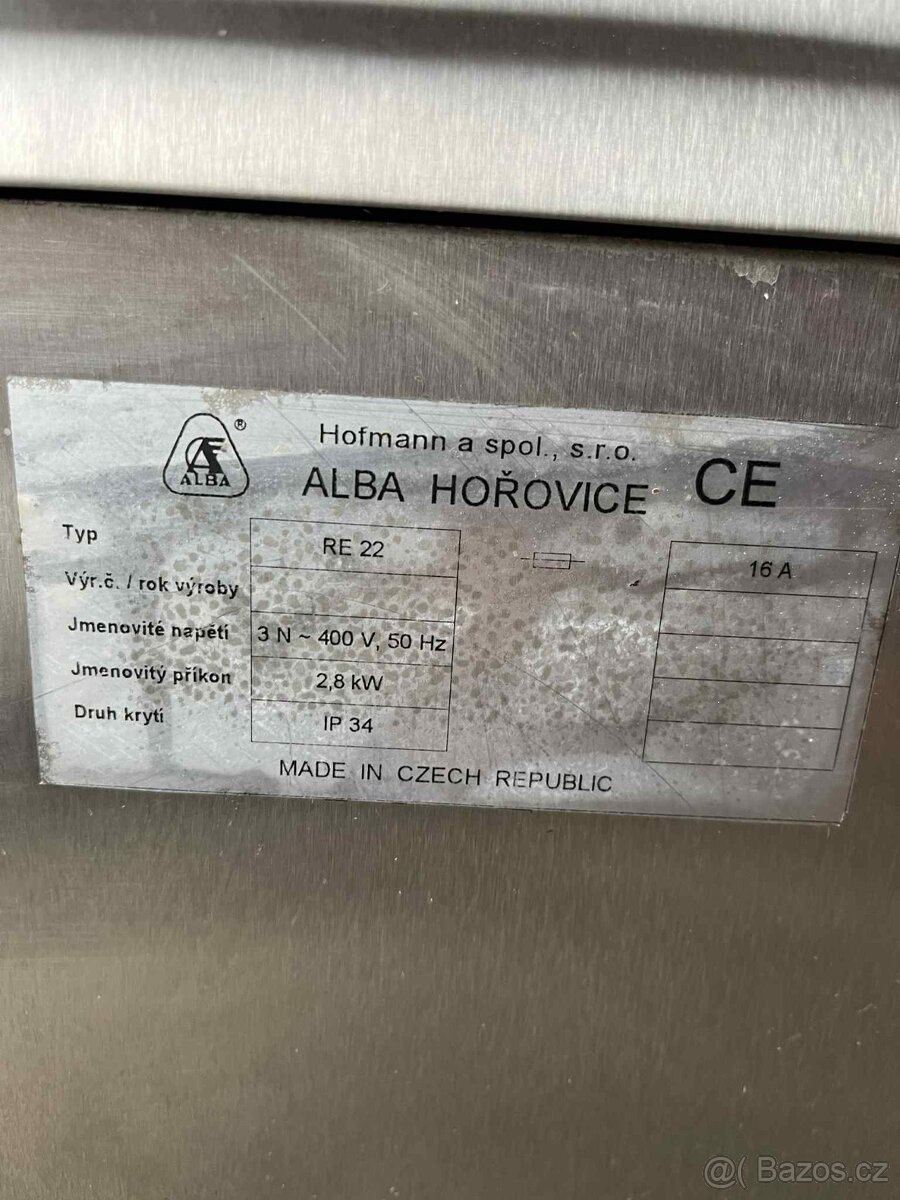 ®
ALBA
Hofmann a spol., s.r.o.
ALBA HOŘOVICE CE
Typ RE 22 16 A
Výr.č. / rok výroby
Jmenovité napětí 3 N ~ 400 V, 50 Hz
Jmenovitý příkon 2,8 kW
Druh krytí IP 34
MADE IN CZECH REPUBLIC
@( Bazos.cz